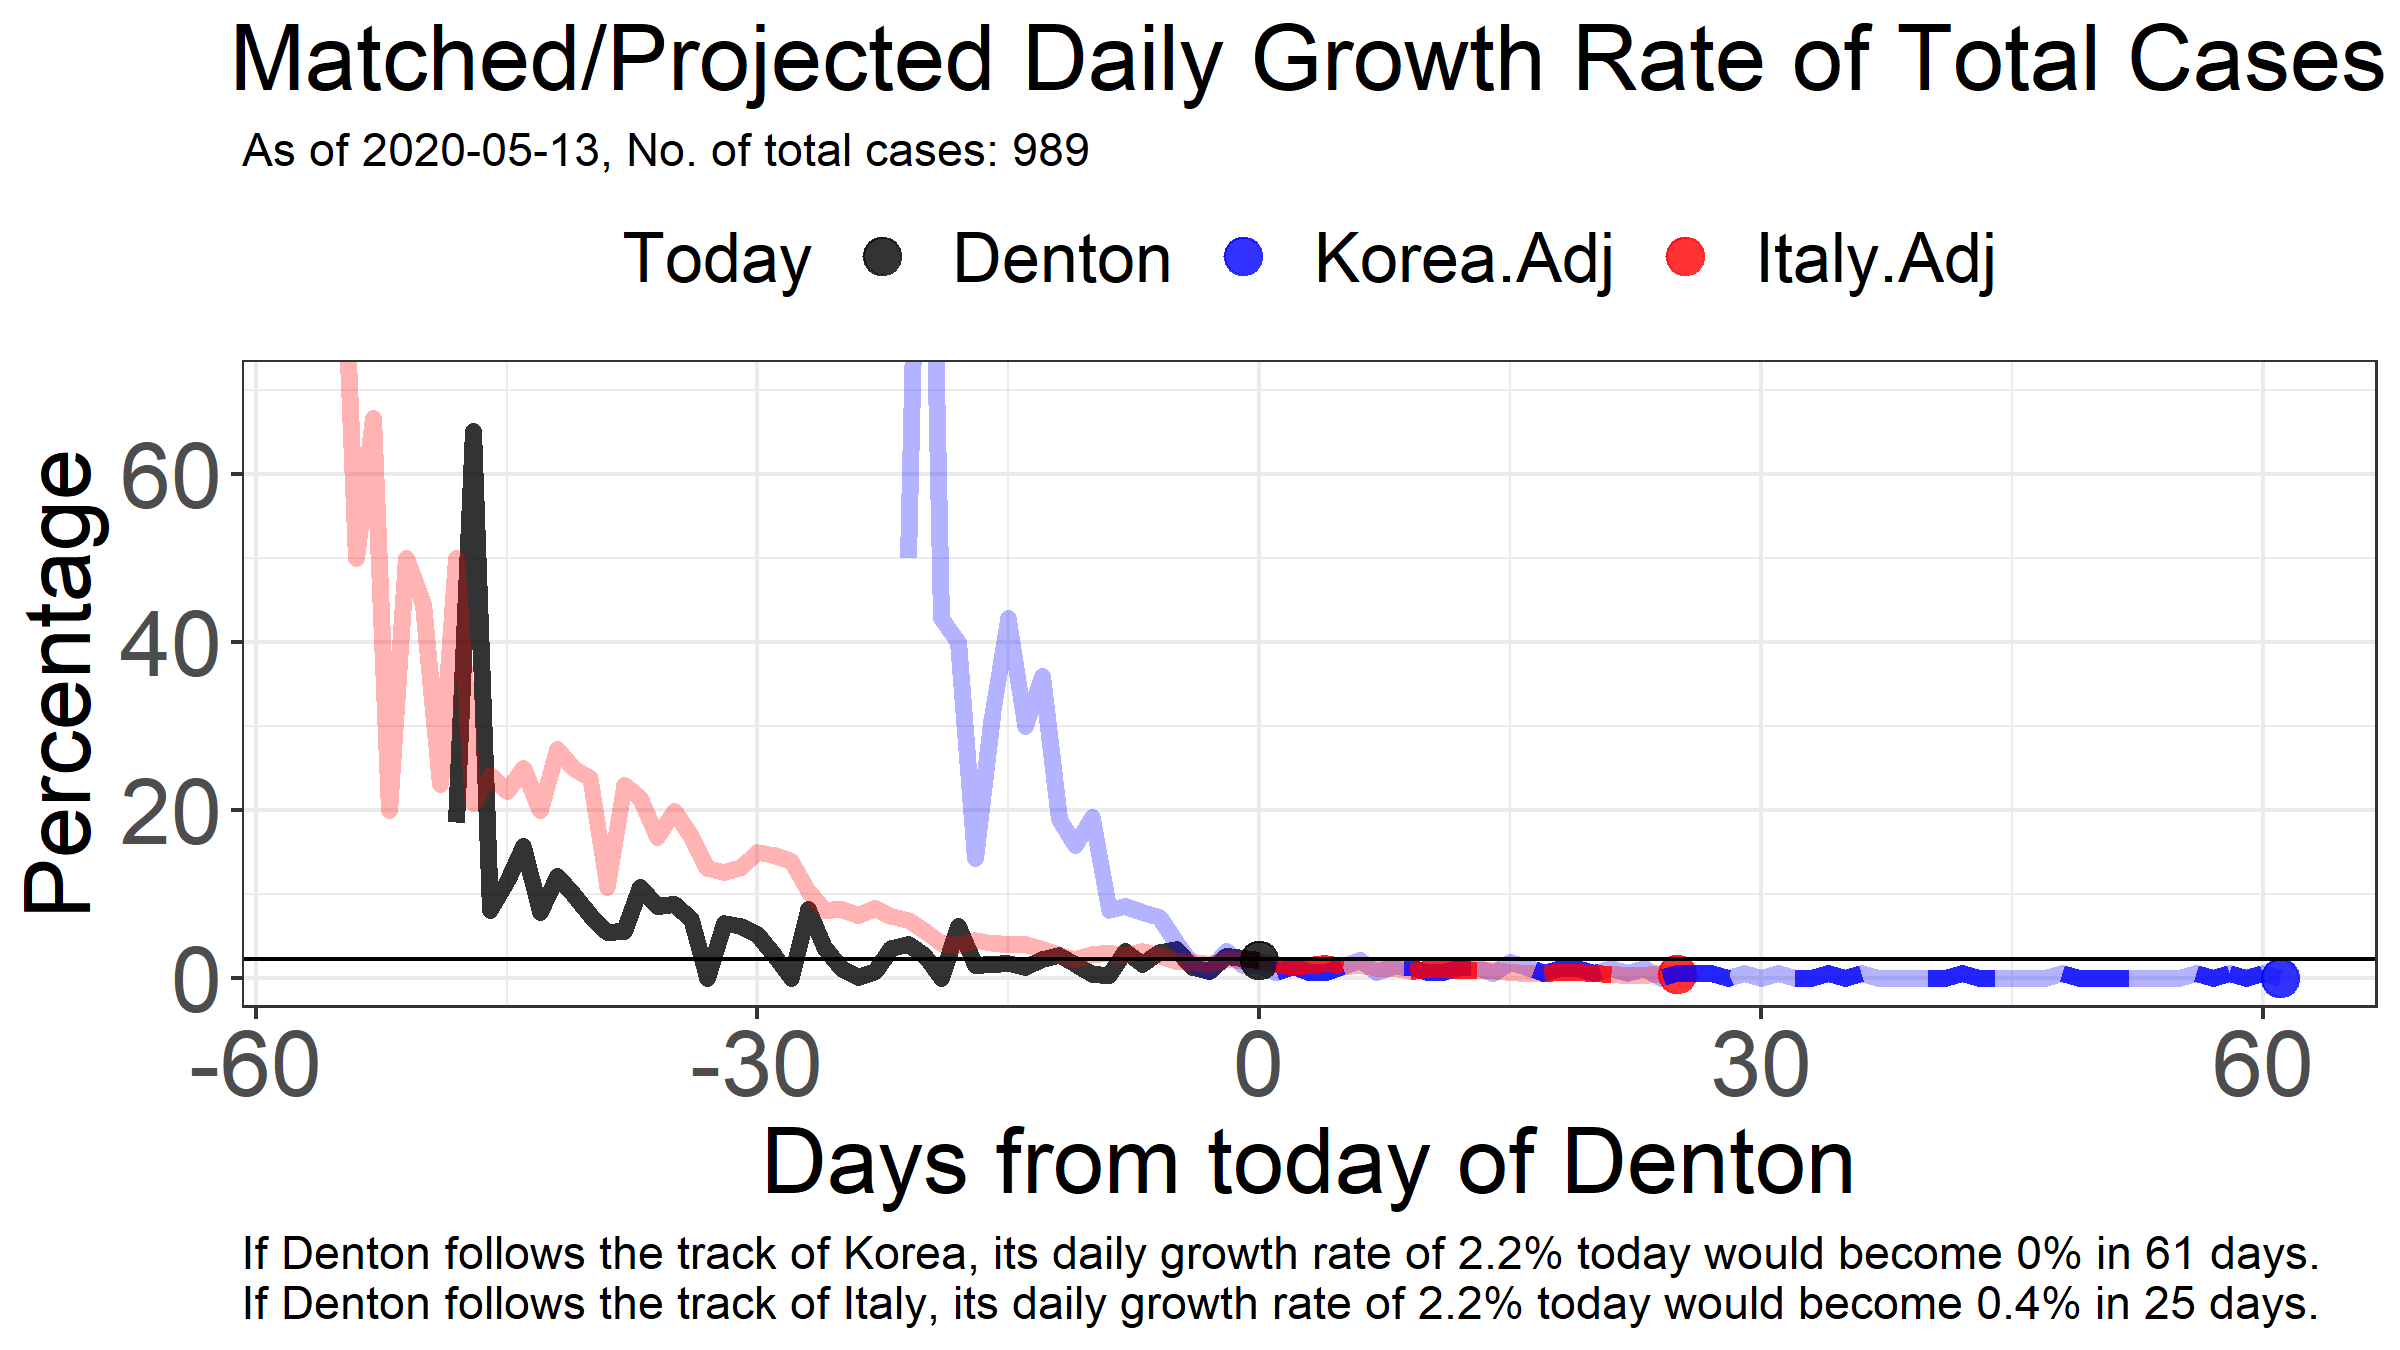 Matched/Projected Daily Growth Rate of Total Cases
As of 2020-05-13, No. of total cases: 989
Today Denton Korea.Adj Italy.Adj
Percentage
60
40
20
0
-60 -30 0 30 60
Days from today of Denton
If Denton follows the track of Korea, its daily growth rate of 2.2% today would become 0% in 61 days.
If Denton follows the track of Italy, its daily growth rate of 2.2% today would become 0.4% in 25 days.